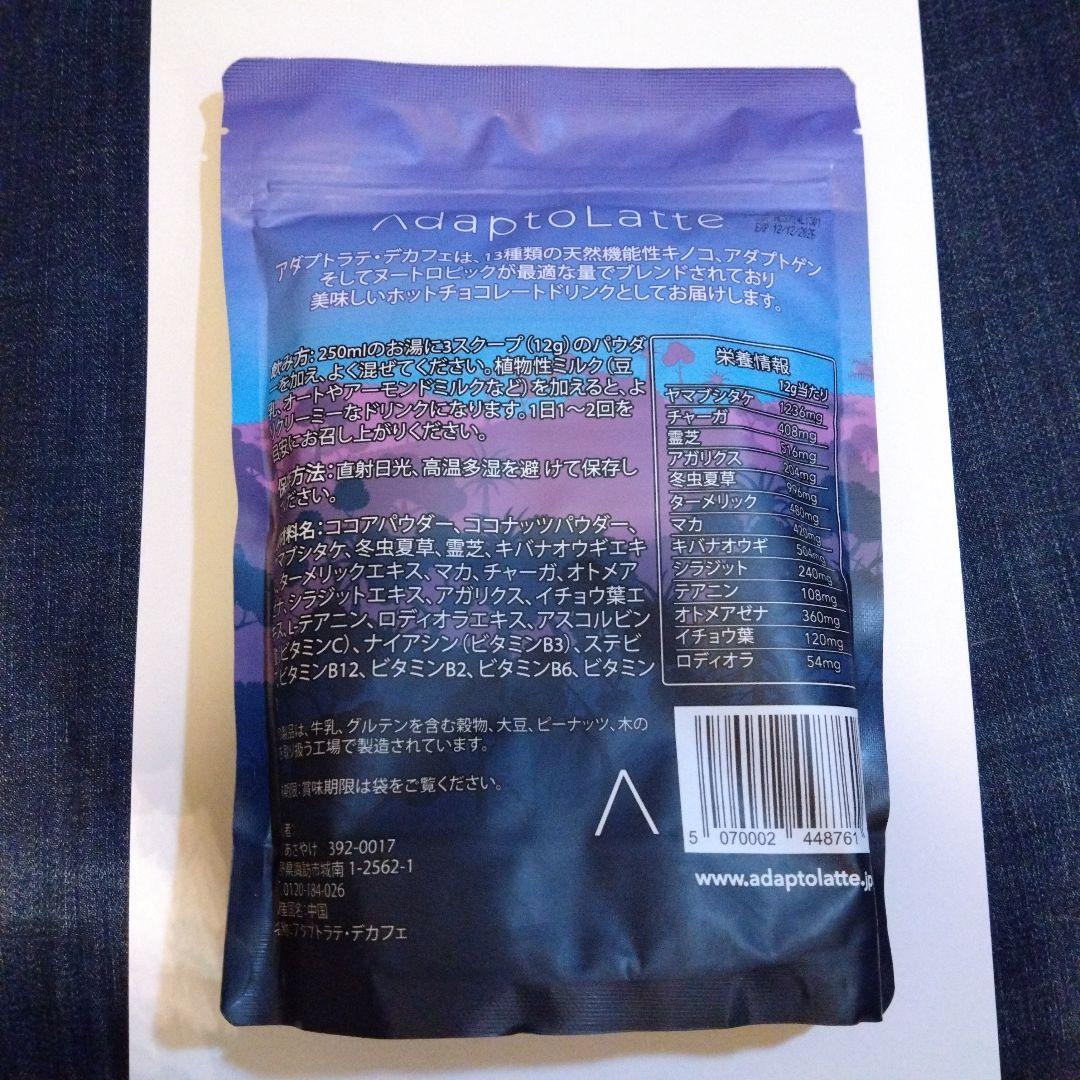 AdaptoLatte
EXP 12/12/2026
アダプトラテ・デカフェは、13種類の天然機能性キノコ、アダプトゲン
そしてヌートロピックが最適な量でブレンドされており
美味しいホットチョコレートドリンクとしてお届けします。
飲み方：250mlのお湯に3スクープ（12g）のパウダ
ーを加え、よく混ぜてください。植物性ミルク（豆
乳、オートやアーモンドミルクなど）を加えると、よ
クリーミーなドリンクになります。1日1〜2回を
目安にお召し上がりください。
保 方法：直射日光、高温多湿を避 けて保存し
ください。
材料名：ココアパウダー、ココナッツパウダー、
マブシタケ、冬虫夏草、霊芝、キバナオウギエキ
ターメリックエキス、マカ、チャーガ、オトメア
ナ、シラジットエキス、アガリクス、イチョウ葉エ
ス、L-テアニン、ロディオラエキス、アスコルビン
ビタミンC）、ナイアシン（ビタミンB3）、ステビ
ビタミンB12、ビタミンB2、ビタミンB6、ビタミン
製品は、牛乳、グルテンを含む穀物、大豆、ピーナッツ、木の
を取り扱う工場で製造されています。
期限：賞味期限は袋をご覧ください。
者：
あさやけ 392-0017
県諏訪市城南 1-2562-1
0120-184-026
産国名：中国
アダプトラテ・デカフェ
栄養情報
12g当たり
ヤマブシタケ 1236mg
チャーガ 408mg
霊芝 516mg
アガリクス 204mg
冬虫夏草 996mg
ターメリック 480mg
マカ 420mg
キバナオウギ 504mg
シラジット 240mg
テアニン 108mg
オトメアゼナ 360mg
イチョウ葉 120mg
ロディオラ 54mg
5 070002 448761
www.adaptolatte.jp